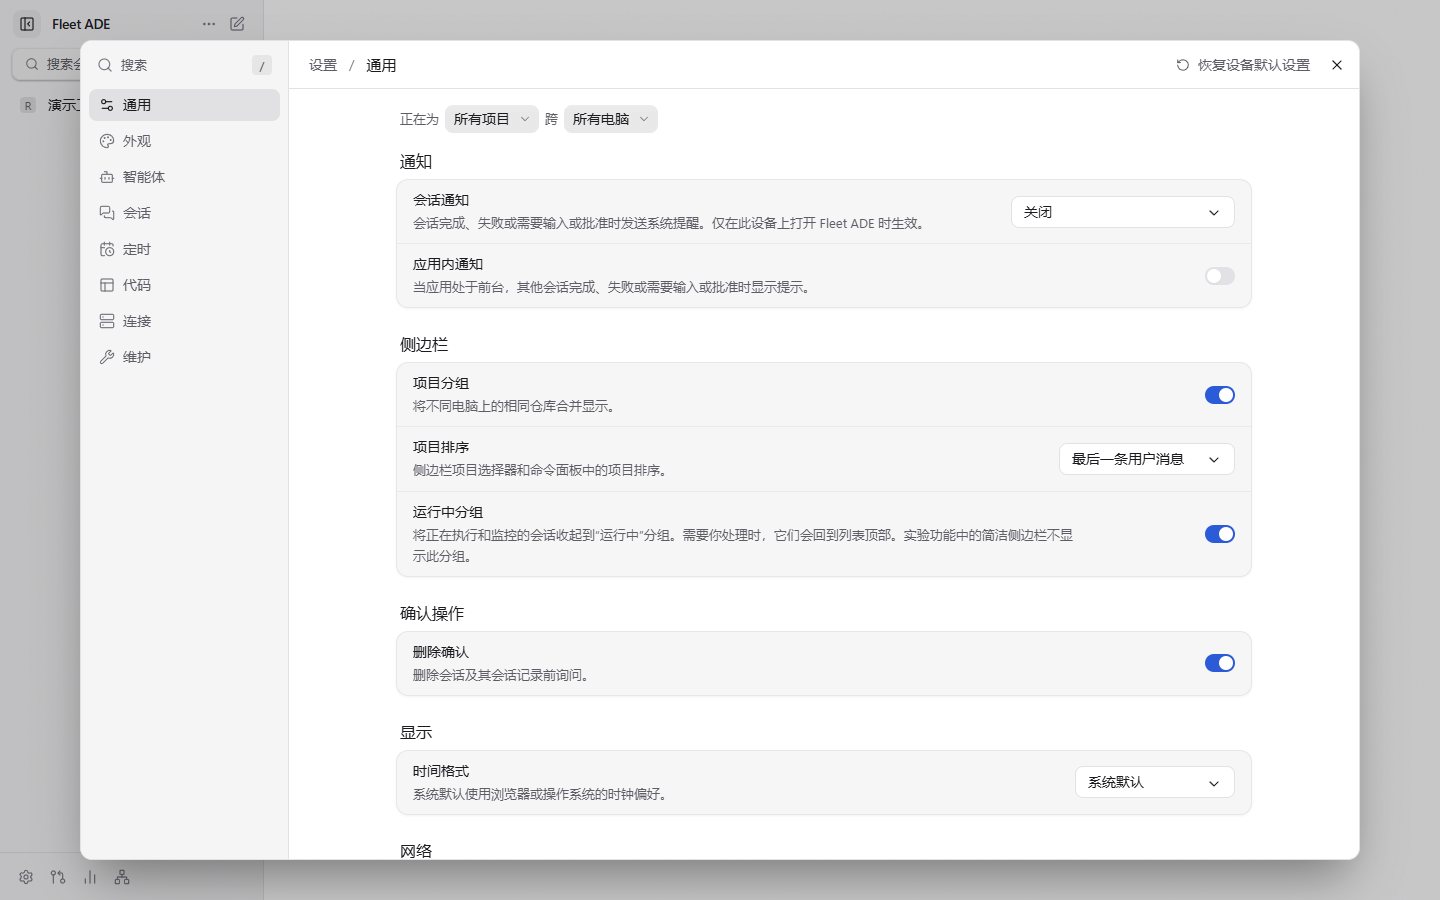 Fleet ADE
搜索
R
演示
搜索
/
通用
外观
智能体
会话
定时
代码
连接
维护
设置 / 通用
恢复设备默认设置
正在为 所有项目 跨 所有电脑
通知
会话通知
会话完成、失败或需要输入或批准时发送系统提醒。仅在此设备上打开 Fleet ADE 时生效。
关闭
应用内通知
当应用处于前台，其他会话完成、失败或需要输入或批准时显示提示。
侧边栏
项目分组
将不同电脑上的相同仓库合并显示。
项目排序
侧边栏项目选择器和命令面板中的项目排序。
最后一条用户消息
运行中分组
将正在执行和监控的会话收起到“运行中”分组。需要你处理时，它们会回到列表顶部。实验功能中的简洁侧边栏不显
示此分组。
确认操作
删除确认
删除会话及其会话记录前询问。
显示
时间格式
系统默认使用浏览器或操作系统的时钟偏好。
系统默认
网络